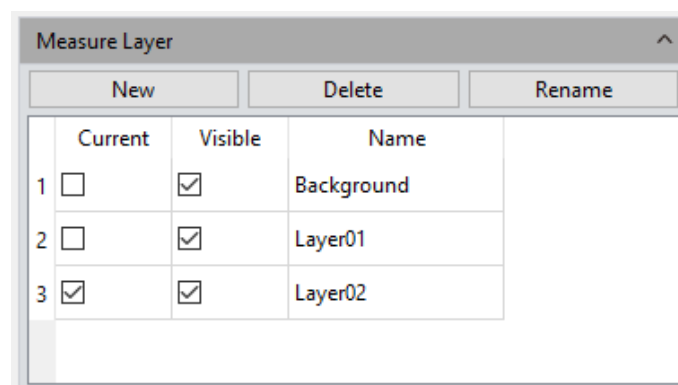 Measure Layer
New Delete Rename
Current Visible Name
1 Background
2 Layer01
3 Layer02